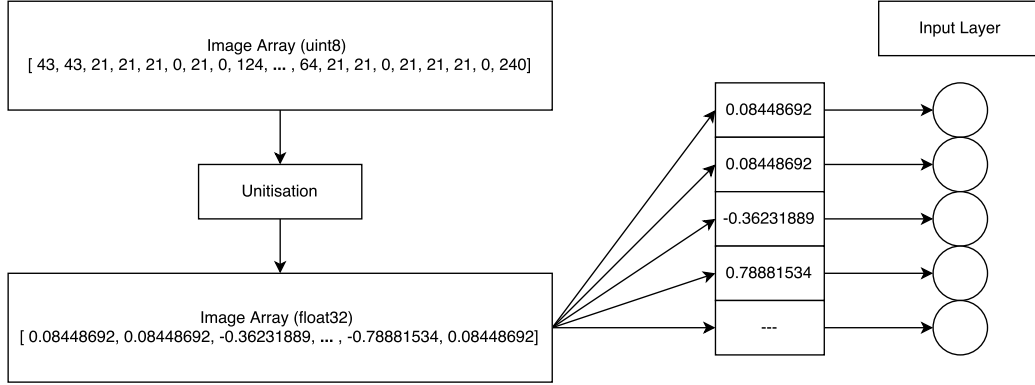 Image Array (uint8)
[ 43, 43, 21, 21, 21, 0, 21, 0, 124, ... , 64, 21, 21, 0, 21, 21, 21, 0, 240]
Unitisation
Image Array (float32)
[ 0.08448692, 0.08448692, -0.36231889, ... , -0.78881534, 0.08448692]
Input Layer
0.08448692
0.08448692
-0.36231889
0.78881534
---